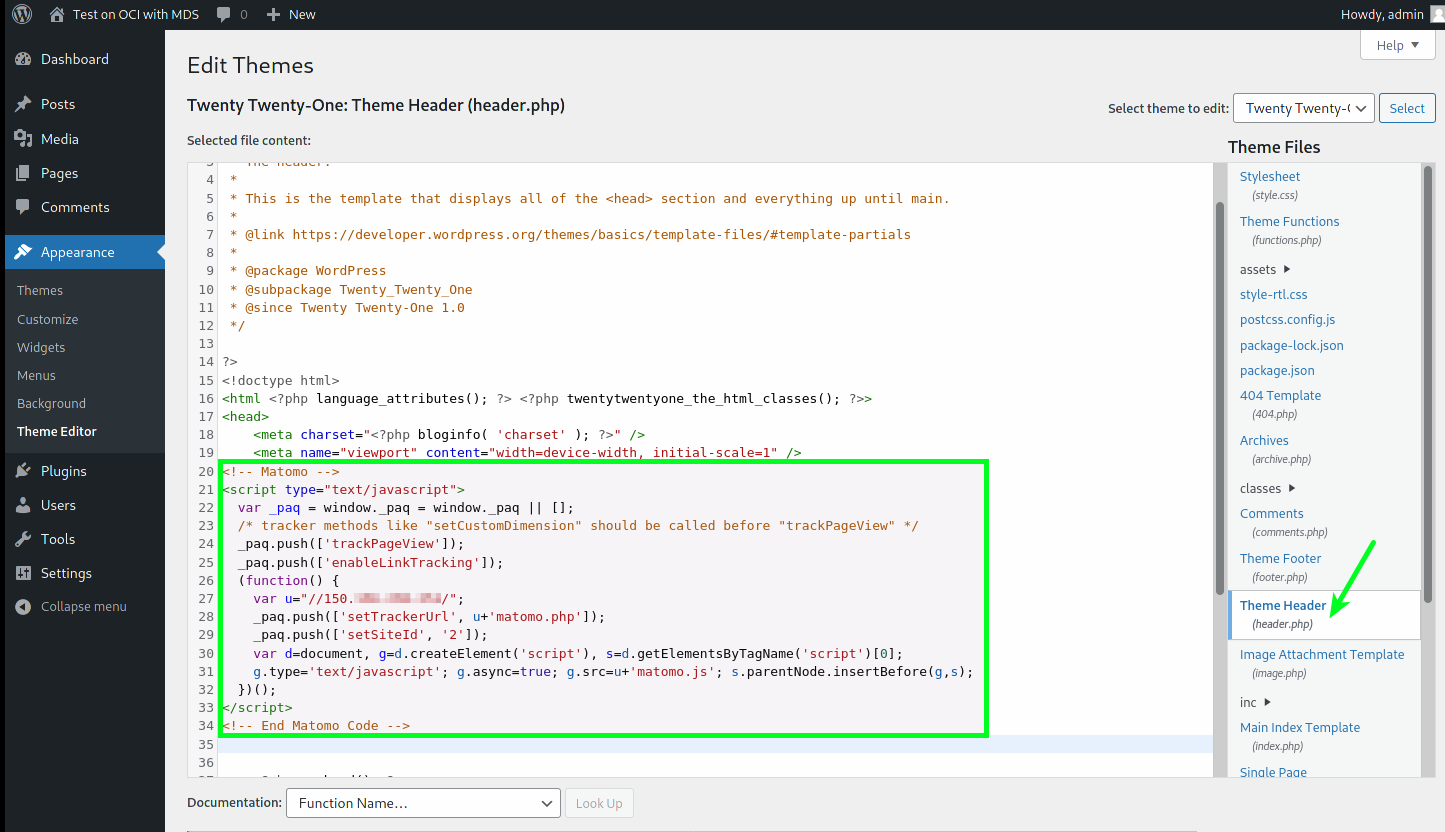 Test on OCI with MDS 0 New Howdy, admin
Help
Dashboard
Posts
Media
Pages
Comments
Appearance
Themes
Customize
Widgets
Menus
Background
Theme Editor
Plugins
Users
Tools
Settings
Collapse menu
Edit Themes
Twenty Twenty-One: Theme Header (header.php)
Select theme to edit: Twenty Twenty-( Select
Selected file content:
3 The header.
4 *
5 * This is the template that displays all of the <head> section and everything up until main.
6 *
7 * @link https://developer.wordpress.org/themes/basics/template-files/#template-partials
8 *
9 * @package WordPress
10 * @subpackage Twenty_Twenty_One
11 * @since Twenty Twenty-One 1.0
12 */
13
14 ?>
15 <!doctype html>
16 <html <?php language_attributes(); ?> <?php twentytwentyone_the_html_classes(); ?>>
17 <head>
18 <meta charset="<?php bloginfo( 'charset' ); ?>" />
19 <meta name="viewport" content="width=device-width, initial-scale=1" />
20 <!-- Matomo -->
21 <script type="text/javascript">
22 var _paq = window._paq = window._paq || [];
23 /* tracker methods like "setCustomDimension" should be called before "trackPageView" */
24 _paq.push(['trackPageView']);
25 _paq.push(['enableLinkTracking']);
26 (function() {
27 var u="//150. /";
28 _paq.push(['setTrackerUrl', u+'matomo.php']);
29 _paq.push(['setSiteId', '2']);
30 var d=document, g=d.createElement('script'), s=d.getElementsByTagName('script')[0];
31 g.type='text/javascript'; g.async=true; g.src=u+'matomo.js'; s.parentNode.insertBefore(g,s);
32 })();
33 </script>
34 <!-- End Matomo Code -->
35
36
Theme Files
Stylesheet
(style.css)
Theme Functions
(functions.php)
assets
style-rtl.css
postcss.config.js
package-lock.json
package.json
404 Template
(404.php)
Archives
(archive.php)
classes
Comments
(comments.php)
Theme Footer
(footer.php)
Theme Header
(header.php)
Image Attachment Template
(image.php)
inc
Main Index Template
(index.php)
Single Page
Documentation: Function Name... Look Up